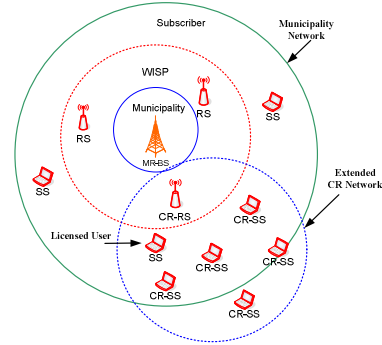 Subscriber
Municipality
Network
WISP
RS
Municipality
SS
RS
MR-BS
SS
Extended
CR Network
CR-RS
CR-SS
Licensed User
SS
CR-SS
CR-SS
CR-SS
CR-SS